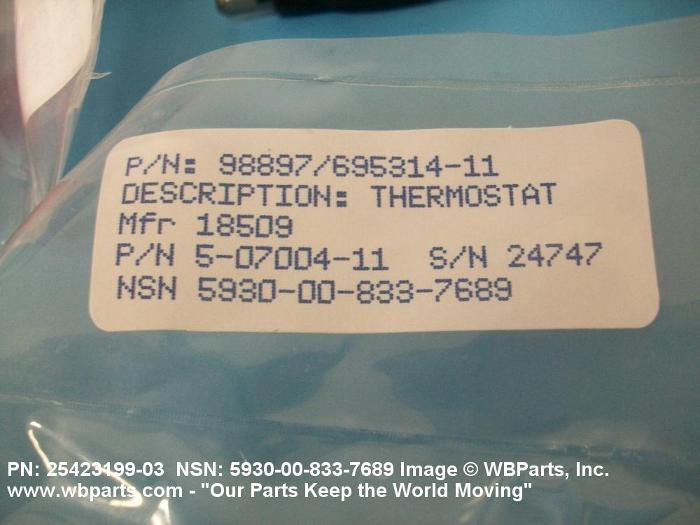 P/N: 98897/695314-11
DESCRIPTION: THERMOSTAT
Mfr 18509
P/N 5-07004-11 S/N 24747
NSN 5930-00-833-7689
PN: 25423199-03 NSN: 5930-00-833-7689 Image © WBParts, Inc.
www.wbparts.com - "Our Parts Keep the World Moving"